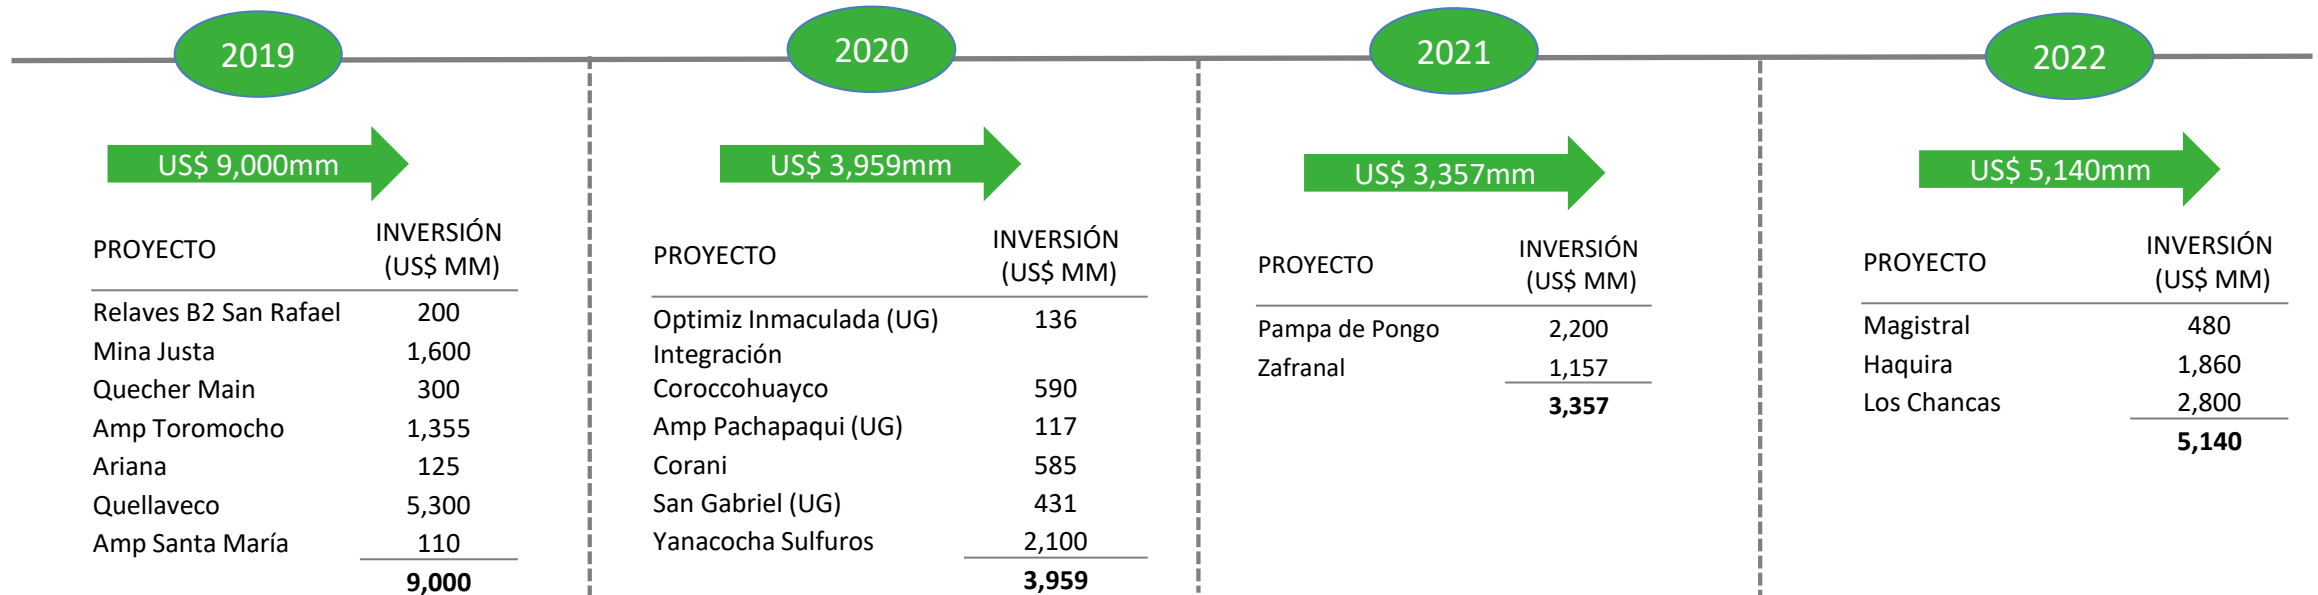 2019
US$ 9,000mm
PROYECTO INVERSIÓN (US$ MM)
Relaves B2 San Rafael 200
Mina Justa 1,600
Quecher Main 300
Amp Toromocho 1,355
Ariana 125
Quellaveco 5,300
Amp Santa María 110
9,000
2020
US$ 3,959mm
PROYECTO INVERSIÓN (US$ MM)
Optimiz Inmaculada (UG) 136
Integración
Coroccohuayco 590
Amp Pachapaqui (UG) 117
Corani 585
San Gabriel (UG) 431
Yanacocha Sulfuros 2,100
3,959
2021
US$ 3,357mm
PROYECTO INVERSIÓN (US$ MM)
Pampa de Pongo 2,200
Zafranal 1,157
3,357
2022
US$ 5,140mm
PROYECTO INVERSIÓN (US$ MM)
Magistral 480
Haquira 1,860
Los Chancas 2,800
5,140